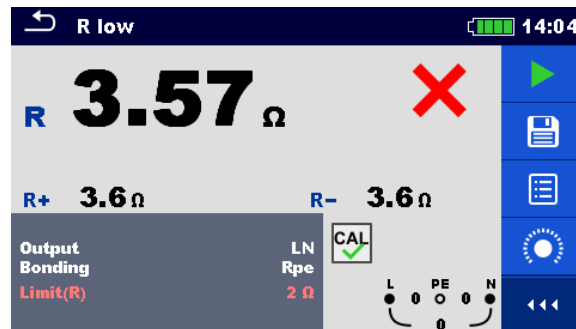 R low 14:04
R 3.57 Ω
R+ 3.6 Ω R- 3.6 Ω
Output LN
Bonding Rpe
Limit(R) 2 Ω
CAL
L PE N
0 0
0